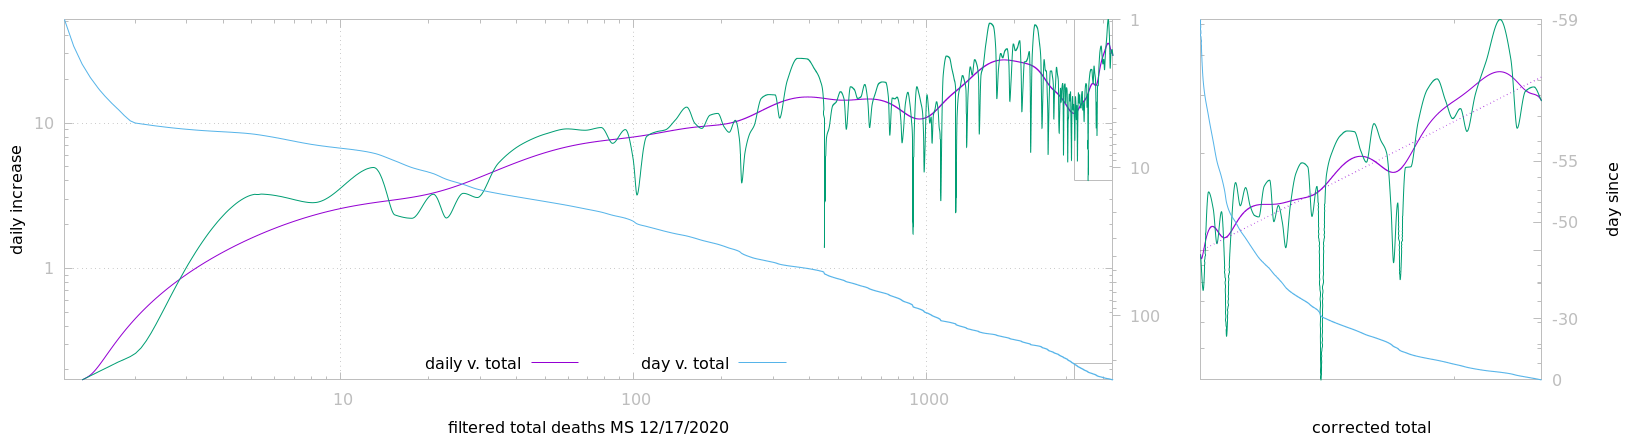 daily increase
10
1
daily v. total
day v. total
10
100
1000
filtered total deaths MS 12/17/2020
1
10
100
-59
-55
-50
-30
0
day since
corrected total